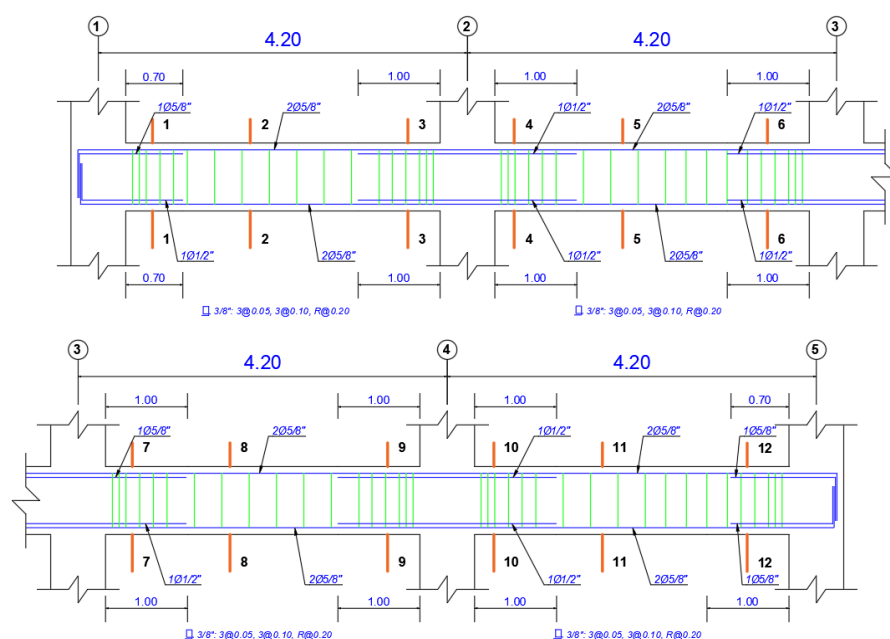 1 2 3
4.20 4.20
0.70 1.00 1.00 1.00
1Ø5/8" 2Ø5/8" 1Ø1/2" 2Ø5/8" 1Ø1/2"
1 2 3 4 5 6
1 2 3 4 5 6
1Ø1/2" 2Ø5/8" 1Ø1/2" 2Ø5/8" 1Ø1/2"
0.70 1.00 1.00 1.00
3/8": 3@0.05, 3@0.10, R@0.20 3/8": 3@0.05, 3@0.10, R@0.20
3 4 5
4.20 4.20
1.00 1.00 1.00 0.70
1Ø5/8" 2Ø5/8" 1Ø1/2" 2Ø5/8" 1Ø5/8"
7 8 9 10 11 12
7 8 9 10 11 12
1Ø1/2" 2Ø5/8" 1Ø1/2" 2Ø5/8" 1Ø5/8"
1.00 1.00 1.00 1.00
3/8": 3@0.05, 3@0.10, R@0.20 3/8": 3@0.05, 3@0.10, R@0.20